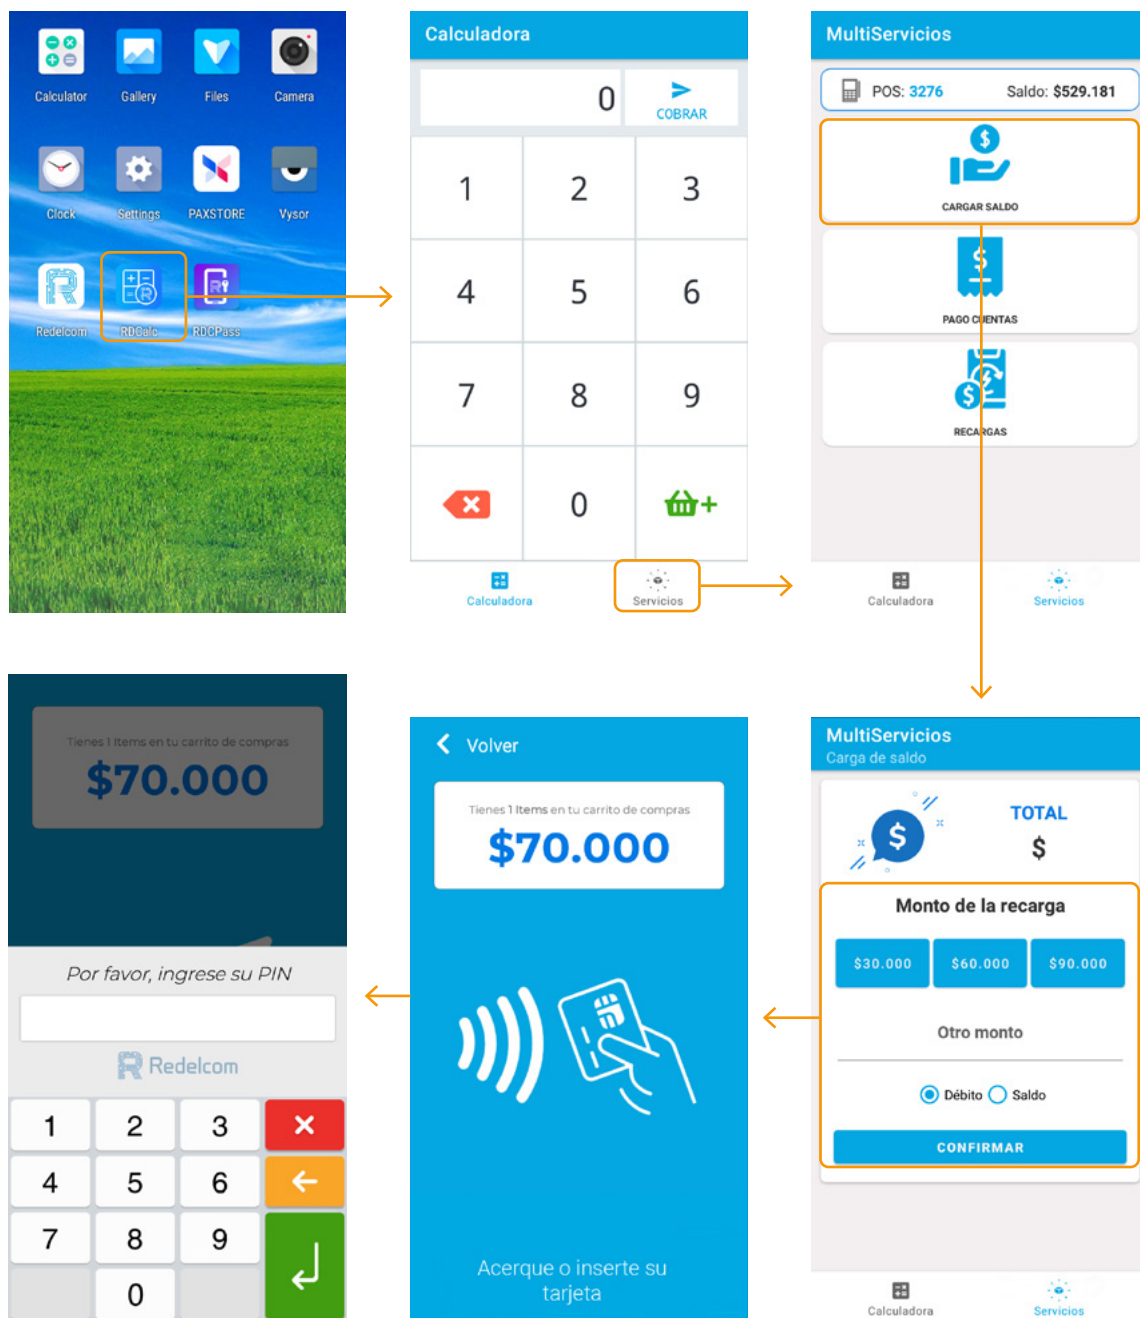 Calculator
Gallery
Files
Camera
Clock
Settings
PAXSTORE
Vysor
Redelcom
RDCalc
RDCPass
Calculadora
0
COBRAR
1
2
3
4
5
6
7
8
9
0
Calculadora
Servicios
MultiServicios
POS: 3276
Saldo: $529.181
CARGAR SALDO
PAGO CUENTAS
RECARGAS
Calculadora
Servicios
MultiServicios
Carga de saldo
TOTAL
$
Monto de la recarga
$30.000
$60.000
$90.000
Otro monto
Débito
Saldo
CONFIRMAR
Calculadora
Servicios
Volver
Tienes 1 Items en tu carrito de compras
$70.000
Acerque o inserte su
tarjeta
Tienes 1 Items en tu carrito de compras
$70.000
Por favor, ingrese su PIN
Redelcom
1
2
3
4
5
6
7
8
9
0